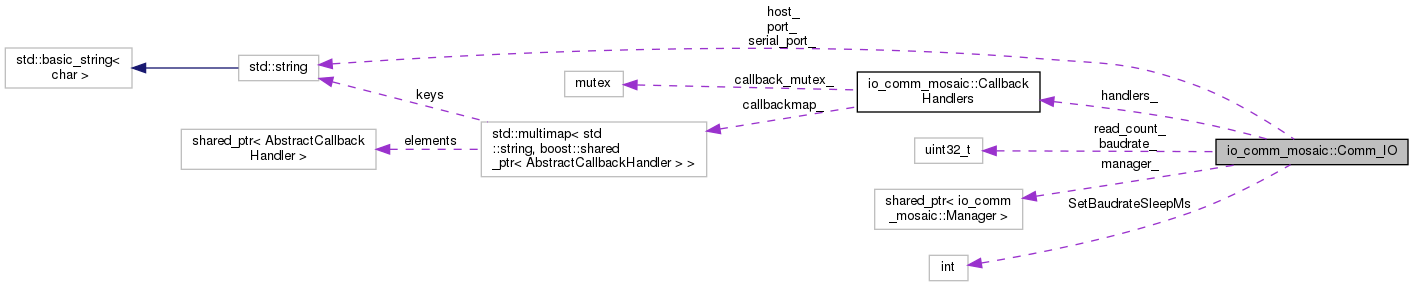 host_
port_
serial_port_
std::basic_string<
char >
std::string
mutex
callback_mutex_
io_comm_mosaic::Callback
Handlers
handlers_
keys
callbackmap_
shared_ptr< AbstractCallback
Handler >
elements
std::multimap< std
::string, boost::shared
_ptr< AbstractCallbackHandler > >
read_count_
baudrate_
uint32_t
io_comm_mosaic::Comm_IO
manager_
shared_ptr< io_comm
_mosaic::Manager >
SetBaudrateSleepMs
int